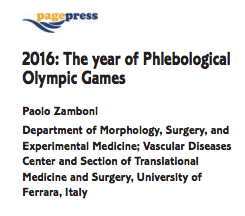 pagepress
2016: The year of Phlebological
Olympic Games
Paolo Zamboni
Department of Morphology, Surgery, and
Experimental Medicine; Vascular Diseases
Center and Section of Translational
Medicine and Surgery, University of
Ferrara, Italy